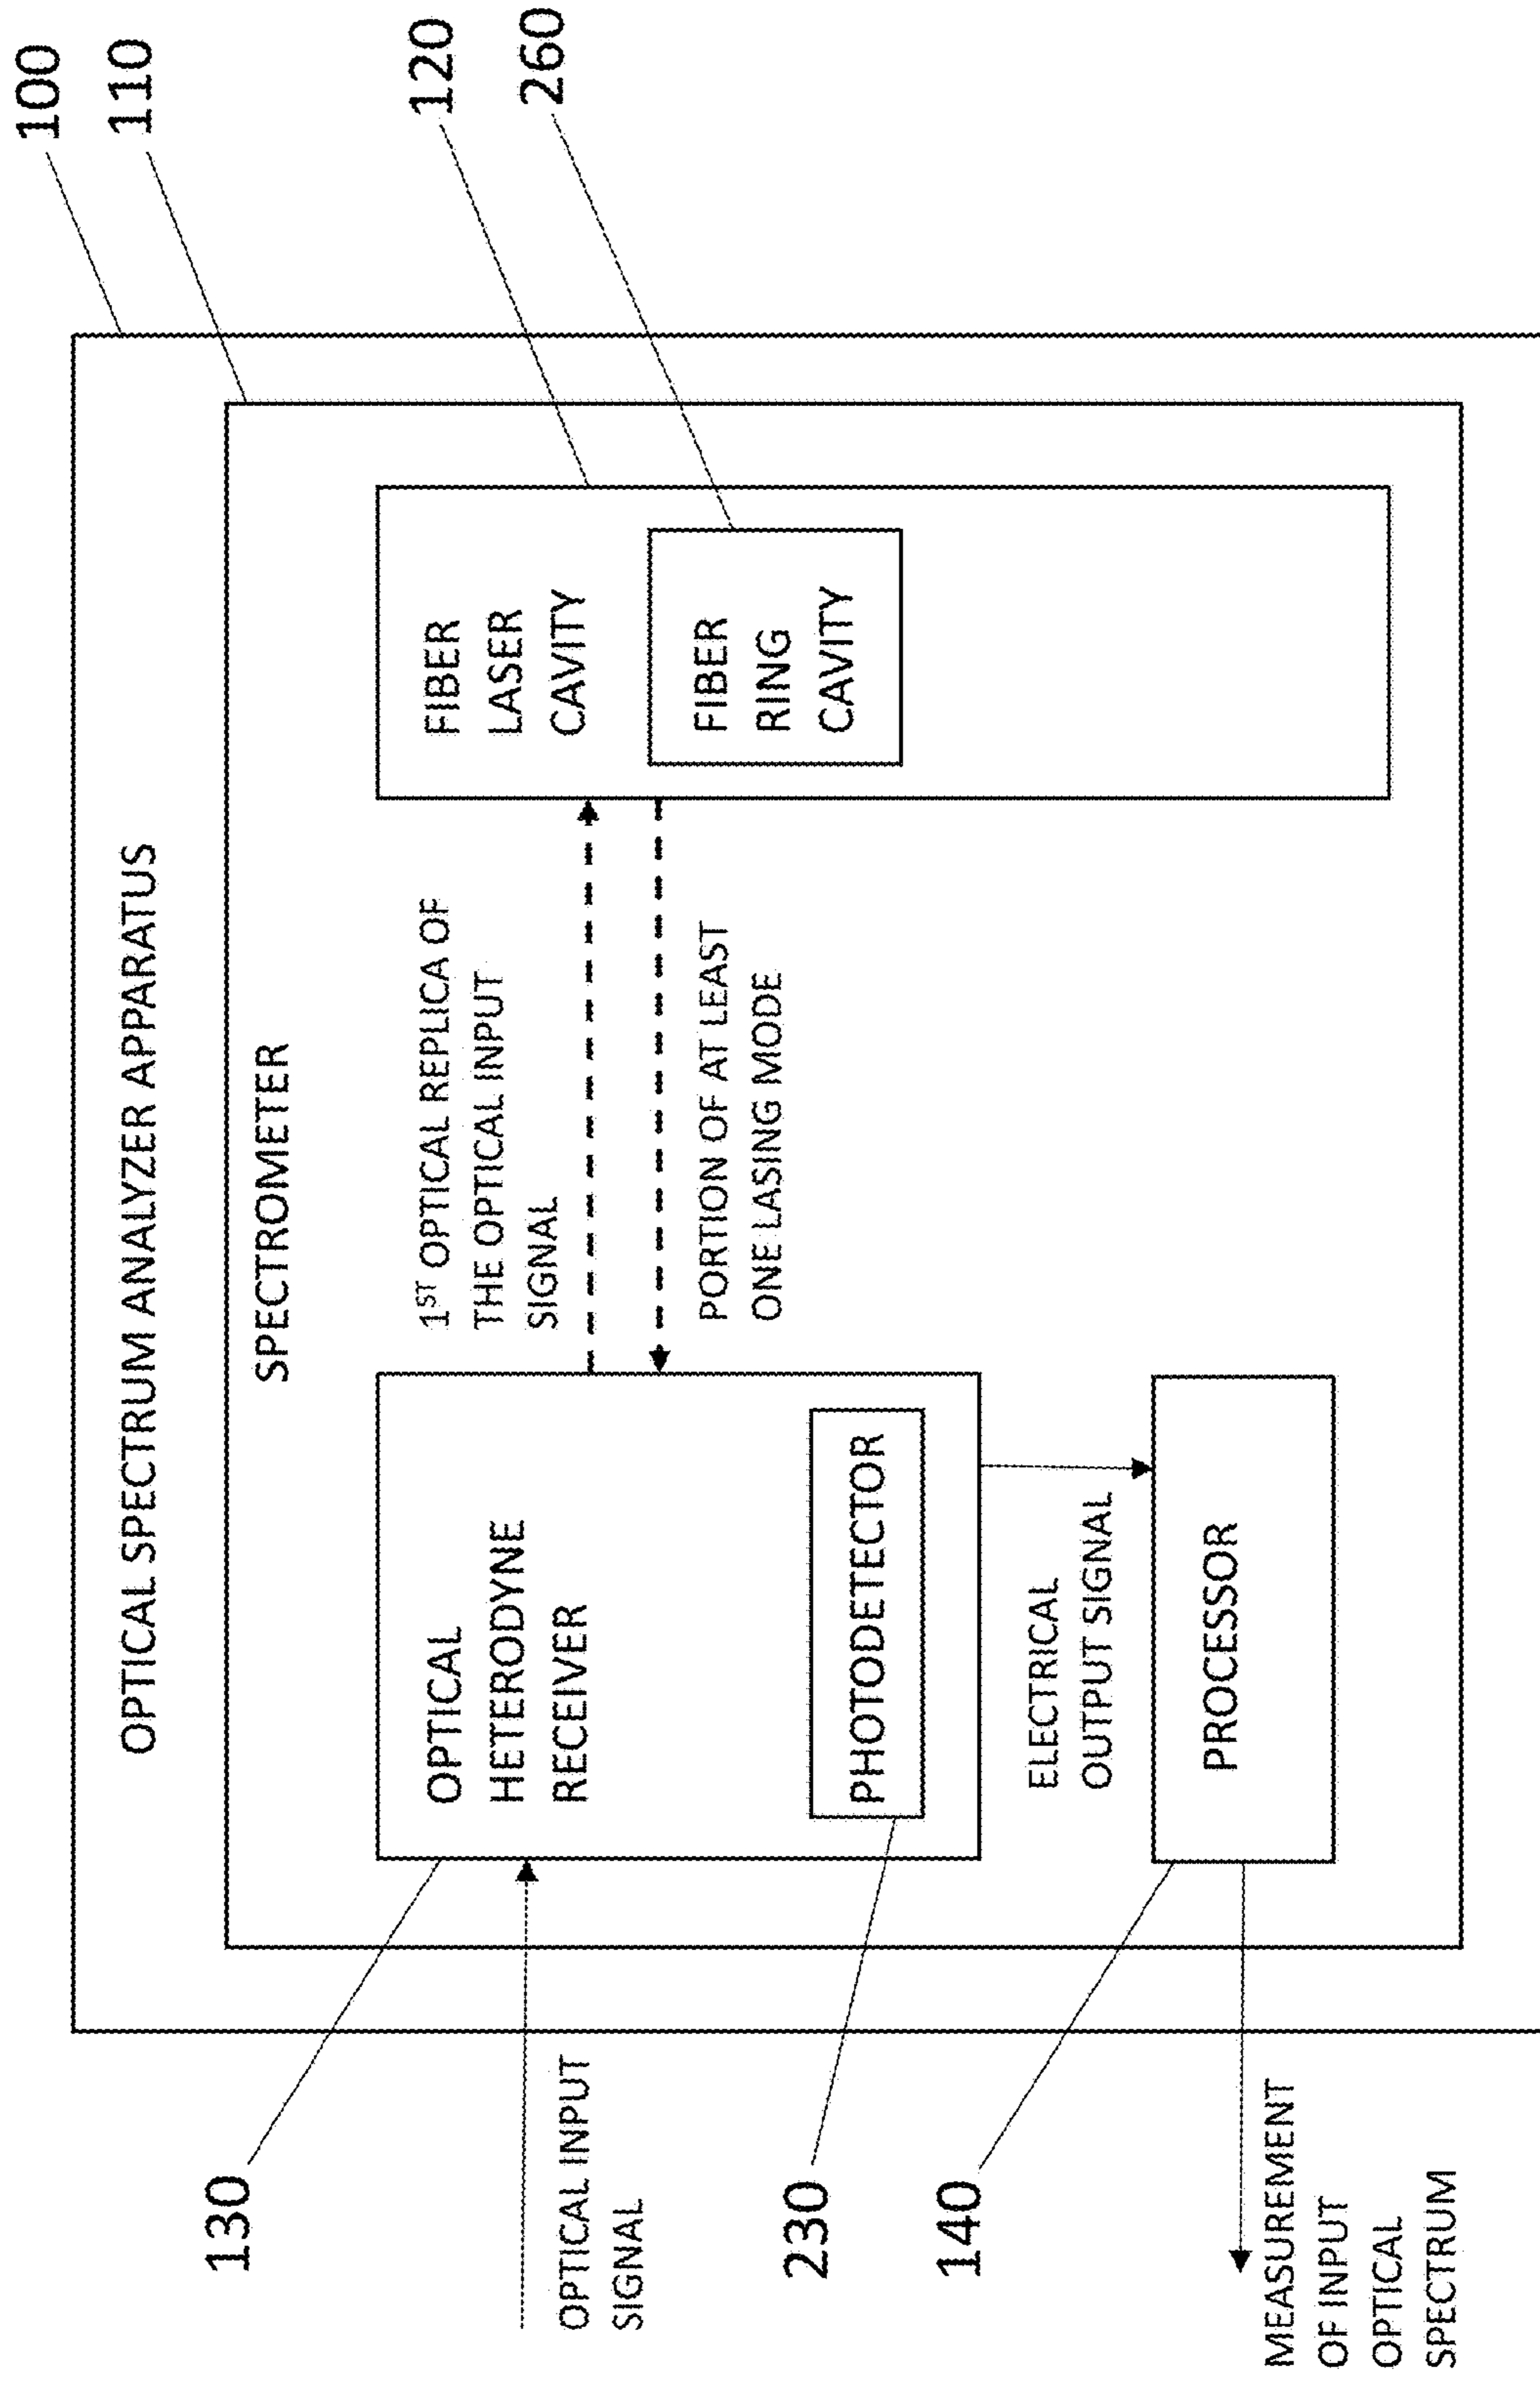 100
110
120
260
OPTICAL SPECTRUM ANALYZER APPARATUS
SPECTROMETER
130
OPTICAL
HETERODYNE
RECEIVER
1ST OPTICAL REPLICA OF
THE OPTICAL INPUT
SIGNAL
FIBER
LASER
CAVITY
OPTICAL INPUT
SIGNAL
PORTION OF AT LEAST
ONE LASING MODE
FIBER
RING
CAVITY
230
PHOTODETECTOR
140
ELECTRICAL
OUTPUT SIGNAL
PROCESSOR
MEASUREMENT
OF INPUT
OPTICAL
SPECTRUM